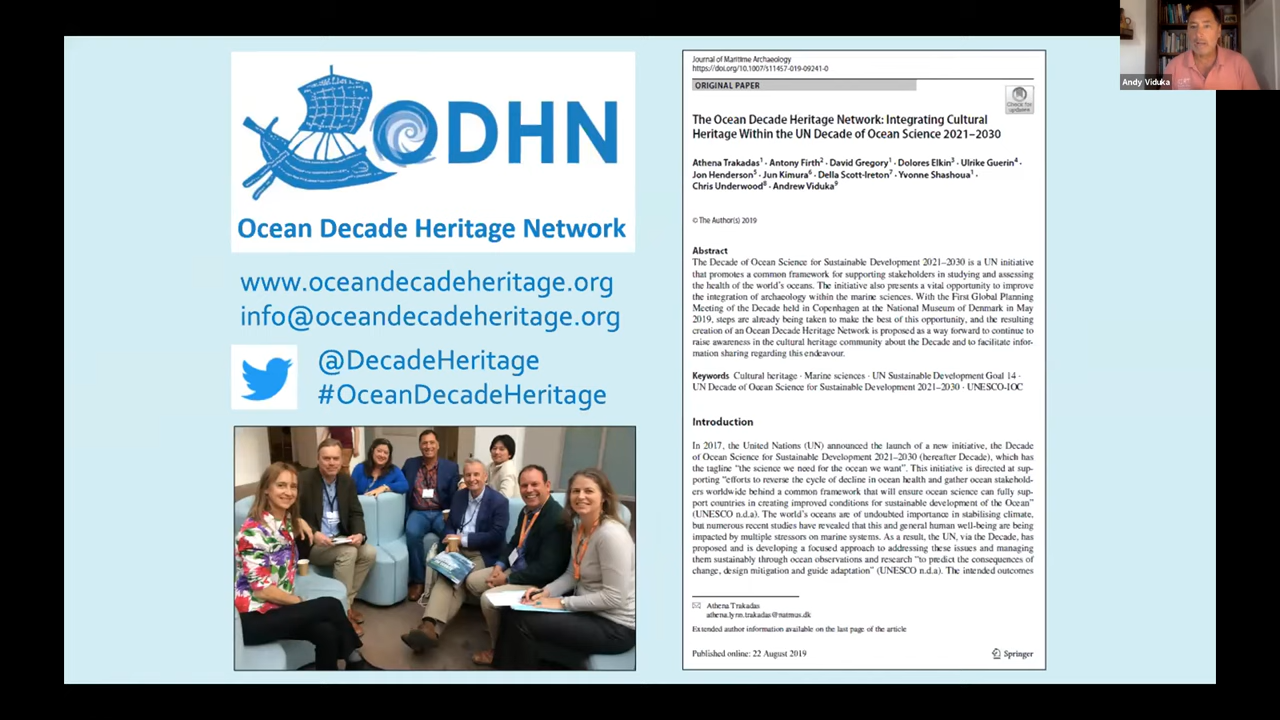 ODHN
Ocean Decade Heritage Network
www.oceandecadeheritage.org
info@oceandecadeheritage.org
@DecadeHeritage
#OceanDecadeHeritage
Journal of Maritime Archaeology
https://doi.org/10.1007/s11457-019-09241-0
ORIGINAL PAPER
Check for
updates
The Ocean Decade Heritage Network: Integrating Cultural
Heritage Within the UN Decade of Ocean Science 2021–2030
Athena Trakadas1 · Antony Firth2 · David Gregory1 · Dolores Elkin3 · Ulrike Guerin4 ·
Jon Henderson5 · Jun Kimura6 · Della Scott-Ireton7 · Yvonne Shashoua1 ·
Chris Underwood8 · Andrew Viduka9
© The Author(s) 2019
Abstract
The Decade of Ocean Science for Sustainable Development 2021–2030 is a UN initiative
that promotes a common framework for supporting stakeholders in studying and assessing
the health of the world's oceans. The initiative also presents a vital opportunity to improve
the integration of archaeology within the marine sciences. With the First Global Planning
Meeting of the Decade held in Copenhagen at the National Museum of Denmark in May
2019, steps are already being taken to make the best of this opportunity, and the resulting
creation of an Ocean Decade Heritage Network is proposed as a way forward to continue to
raise awareness in the cultural heritage community about the Decade and to facilitate infor-
mation sharing regarding this endeavour.
Keywords Cultural heritage · Marine sciences · UN Sustainable Development Goal 14 ·
UN Decade of Ocean Science for Sustainable Development 2021–2030 · UNESCO-IOC
Introduction
In 2017, the United Nations (UN) announced the launch of a new initiative, the Decade
of Ocean Science for Sustainable Development 2021–2030 (hereafter Decade), which has
the tagline “the science we need for the ocean we want”. This initiative is directed at sup-
porting “efforts to reverse the cycle of decline in ocean health and gather ocean stakehold-
ers worldwide behind a common framework that will ensure ocean science can fully sup-
port countries in creating improved conditions for sustainable development of the Ocean”
(UNESCO n.d.a). The world's oceans are of undoubted importance in stabilising climate,
but numerous recent studies have revealed that this and general human well-being are being
impacted by multiple stressors on marine systems. As a result, the UN, via the Decade, has
proposed and is developing a focused approach to addressing these issues and managing
them sustainably through ocean observations and research “to predict the consequences of
change, design mitigation and guide adaptation” (UNESCO n.d.a). The intended outcomes
Athena Trakadas
athena.lynn.trakadas@natmus.dk
Extended author information available on the last page of the article
Published online: 22 August 2019
Springer
Andy Viduka